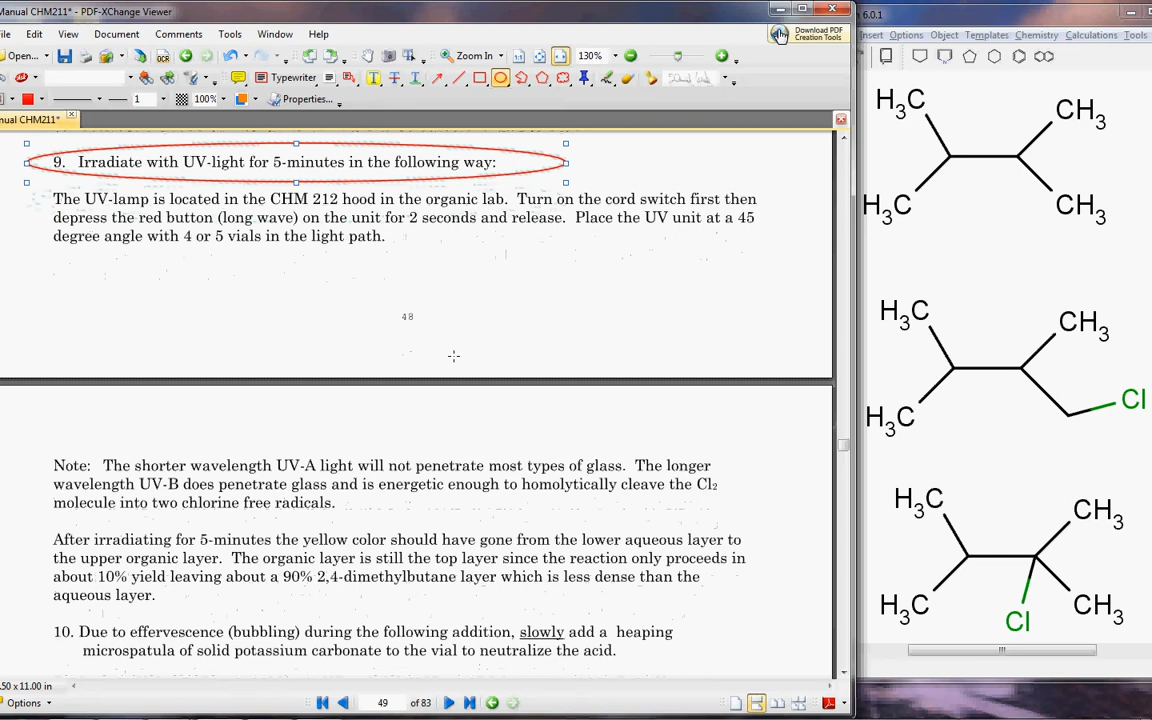 Manual CHM211* - PDF-XChange Viewer
6.0.1
Edit View Document Comments Tools Window Help
Download PDF
Creation Tools
Insert Options Object Templates Chemistry Calculations Tools
Open...
OCR
Zoom In
130%
Typewriter
1
100%
Properties...
Manual CHM211*
9. Irradiate with UV-light for 5-minutes in the following way:
The UV-lamp is located in the CHM 212 hood in the organic lab. Turn on the cord switch first then
depress the red button (long wave) on the unit for 2 seconds and release. Place the UV unit at a 45
degree angle with 4 or 5 vials in the light path.
48
Note: The shorter wavelength UV-A light will not penetrate most types of glass. The longer
wavelength UV-B does penetrate glass and is energetic enough to homolytically cleave the Cl2
molecule into two chlorine free radicals.
After irradiating for 5-minutes the yellow color should have gone from the lower aqueous layer to
the upper organic layer. The organic layer is still the top layer since the reaction only proceeds in
about 10% yield leaving about a 90% 2,4-dimethylbutane layer which is less dense than the
aqueous layer.
10. Due to effervescence (bubbling) during the following addition, slowly add a heaping
microspatula of solid potassium carbonate to the vial to neutralize the acid.
.50 x 11.00 in
Options
49
of 83
H3C
CH3
H3C
CH3
H3C
CH3
H3C
Cl
H3C
CH3
H3C
CH3
Cl